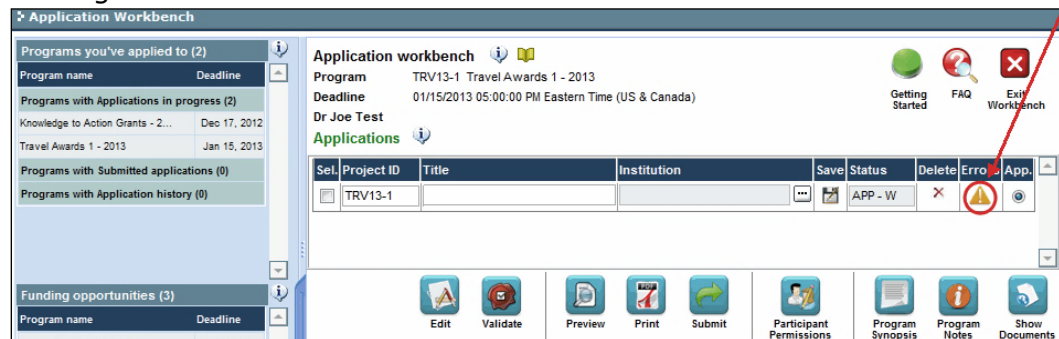 Application Workbench
Programs you've applied to (2)
Program name Deadline
Programs with Applications in progress (2)
Knowledge to Action Grants - 2... Dec 17, 2012
Travel Awards 1 - 2013 Jan 15, 2013
Programs with Submitted applications (0)
Programs with Application history (0)
Funding opportunities (3)
Program name Deadline
Application workbench
Program TRV13-1 Travel Awards 1 - 2013
Deadline 01/15/2013 05:00:00 PM Eastern Time (US & Canada)
Dr Joe Test
Applications
Getting Started
FAQ
Exit Workbench
Sel. Project ID Title Institution Save Status Delete Errors App.
TRV13-1 APP - W
Edit Validate Preview Print Submit Participant Permissions Program Synopsis Program Notes Show Documents